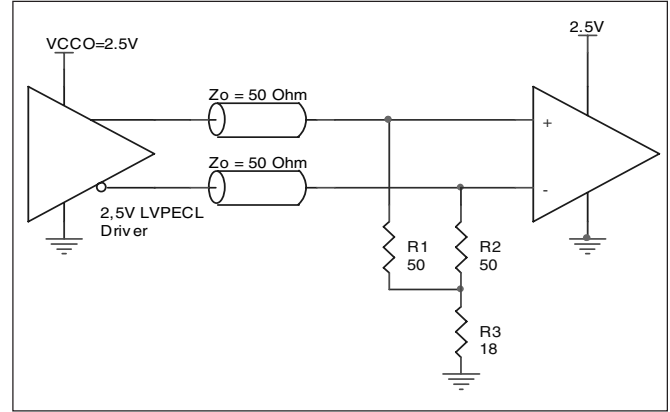 2.5V
VCCO=2.5V
Zo = 50 Ohm
+
Zo = 50 Ohm
-
2,5V LVPECL
Driver
R1
50
R2
50
R3
18